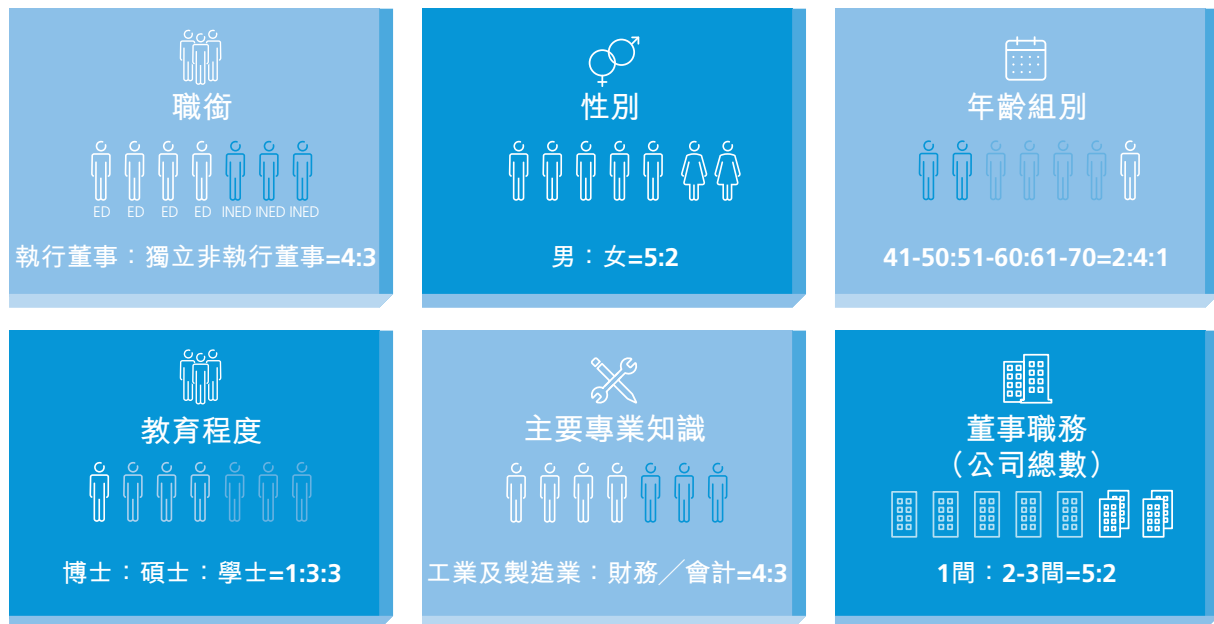 職銜
ED ED ED ED INED INED INED
執行董事：獨立非執行董事=4:3
性別
男：女=5:2
年齡組別
41-50:51-60:61-70=2:4:1
教育程度
博士：碩士：學士=1:3:3
主要專業知識
工業及製造業：財務╱會計=4:3
董事職務
（公司總數）
1間：2-3間=5:2